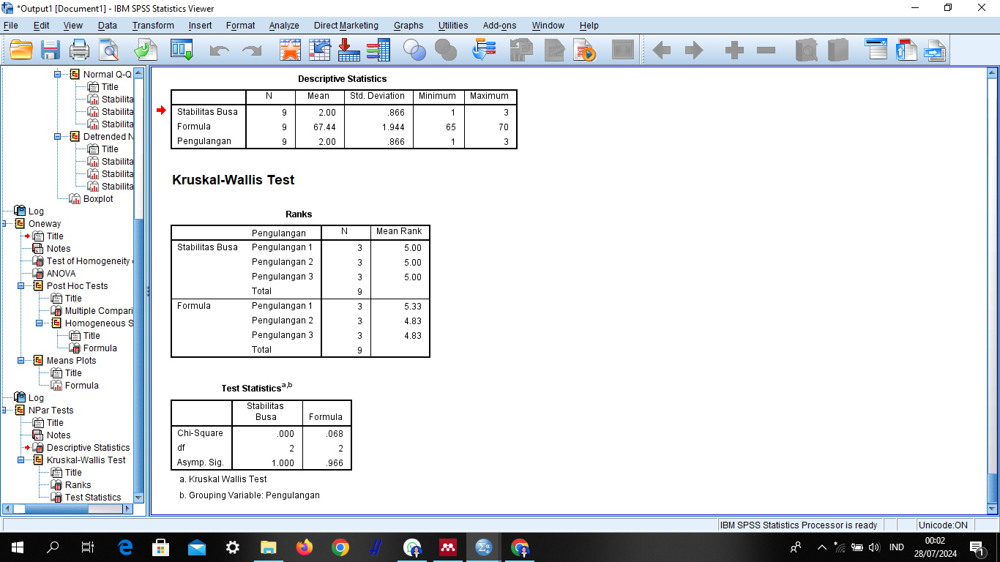 *Output1 [Document1] - IBM SPSS Statistics Viewer
File Edit View Data Transform Insert Format Analyze Direct Marketing Graphs Utilities Add-ons Window Help
Normal Q-Q
Title
Stabilita
Stabilita
Stabilita
Detrended N
Title
Stabilita
Stabilita
Stabilita
Boxplot
Log
Oneway
Title
Notes
Test of Homogeneity
ANOVA
Post Hoc Tests
Title
Multiple Compari
Homogeneous S
Title
Formula
Means Plots
Title
Formula
Log
NPar Tests
Title
Notes
Descriptive Statistics
Kruskal-Wallis Test
Title
Ranks
Test Statistics
Descriptive Statistics
N Mean Std. Deviation Minimum Maximum
Stabilitas Busa 9 2.00 .866 1 3
Formula 9 67.44 1.944 65 70
Pengulangan 9 2.00 .866 1 3
Kruskal-Wallis Test
Ranks
Pengulangan N Mean Rank
Stabilitas Busa Pengulangan 1 3 5.00
Pengulangan 2 3 5.00
Pengulangan 3 3 5.00
Total 9
Formula Pengulangan 1 3 5.33
Pengulangan 2 3 4.83
Pengulangan 3 3 4.83
Total 9
Test Statistics a,b
Stabilitas
Busa Formula
Chi-Square .000 .068
df 2 2
Asymp. Sig. 1.000 .966
a. Kruskal Wallis Test
b. Grouping Variable: Pengulangan
IBM SPSS Statistics Processor is ready Unicode:ON
IND
00:02
28/07/2024
1